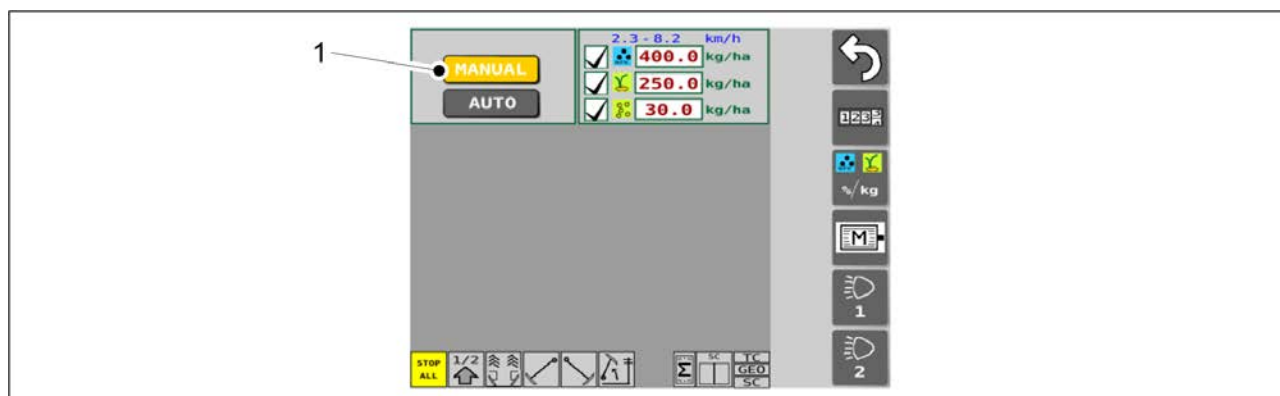 1
2.3-8.2 km/h
MANUAL
400.0 kg/ha
250.0 kg/ha
AUTO
30.0 kg/ha
%/kg
M
1
2
STOP ALL
1/2
Σ
SC
TC
GEO
SC